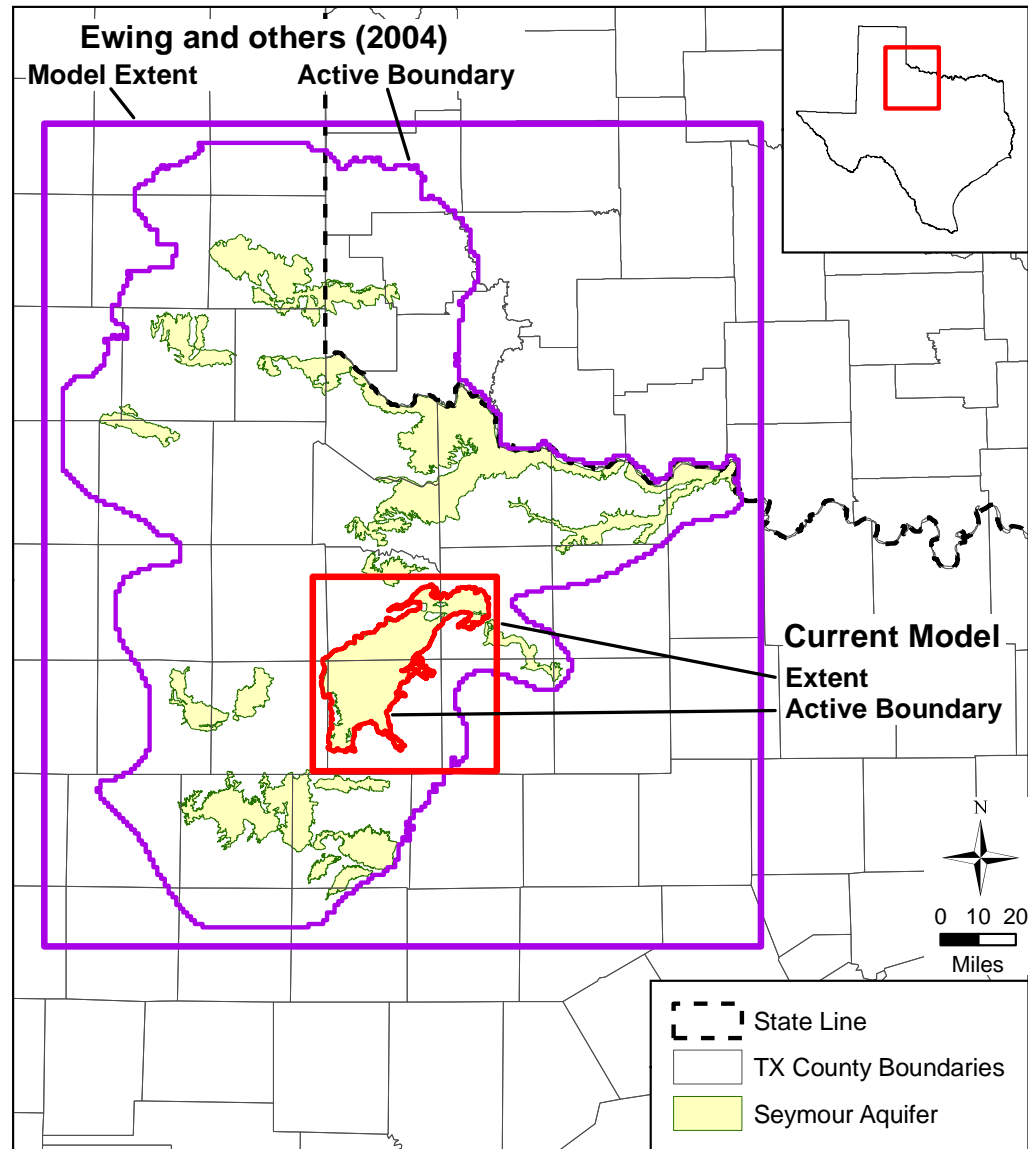 Ewing and others (2004)
Model Extent
Active Boundary
Current Model
Extent
Active Boundary
N
0 10 20
Miles
State Line
TX County Boundaries
Seymour Aquifer